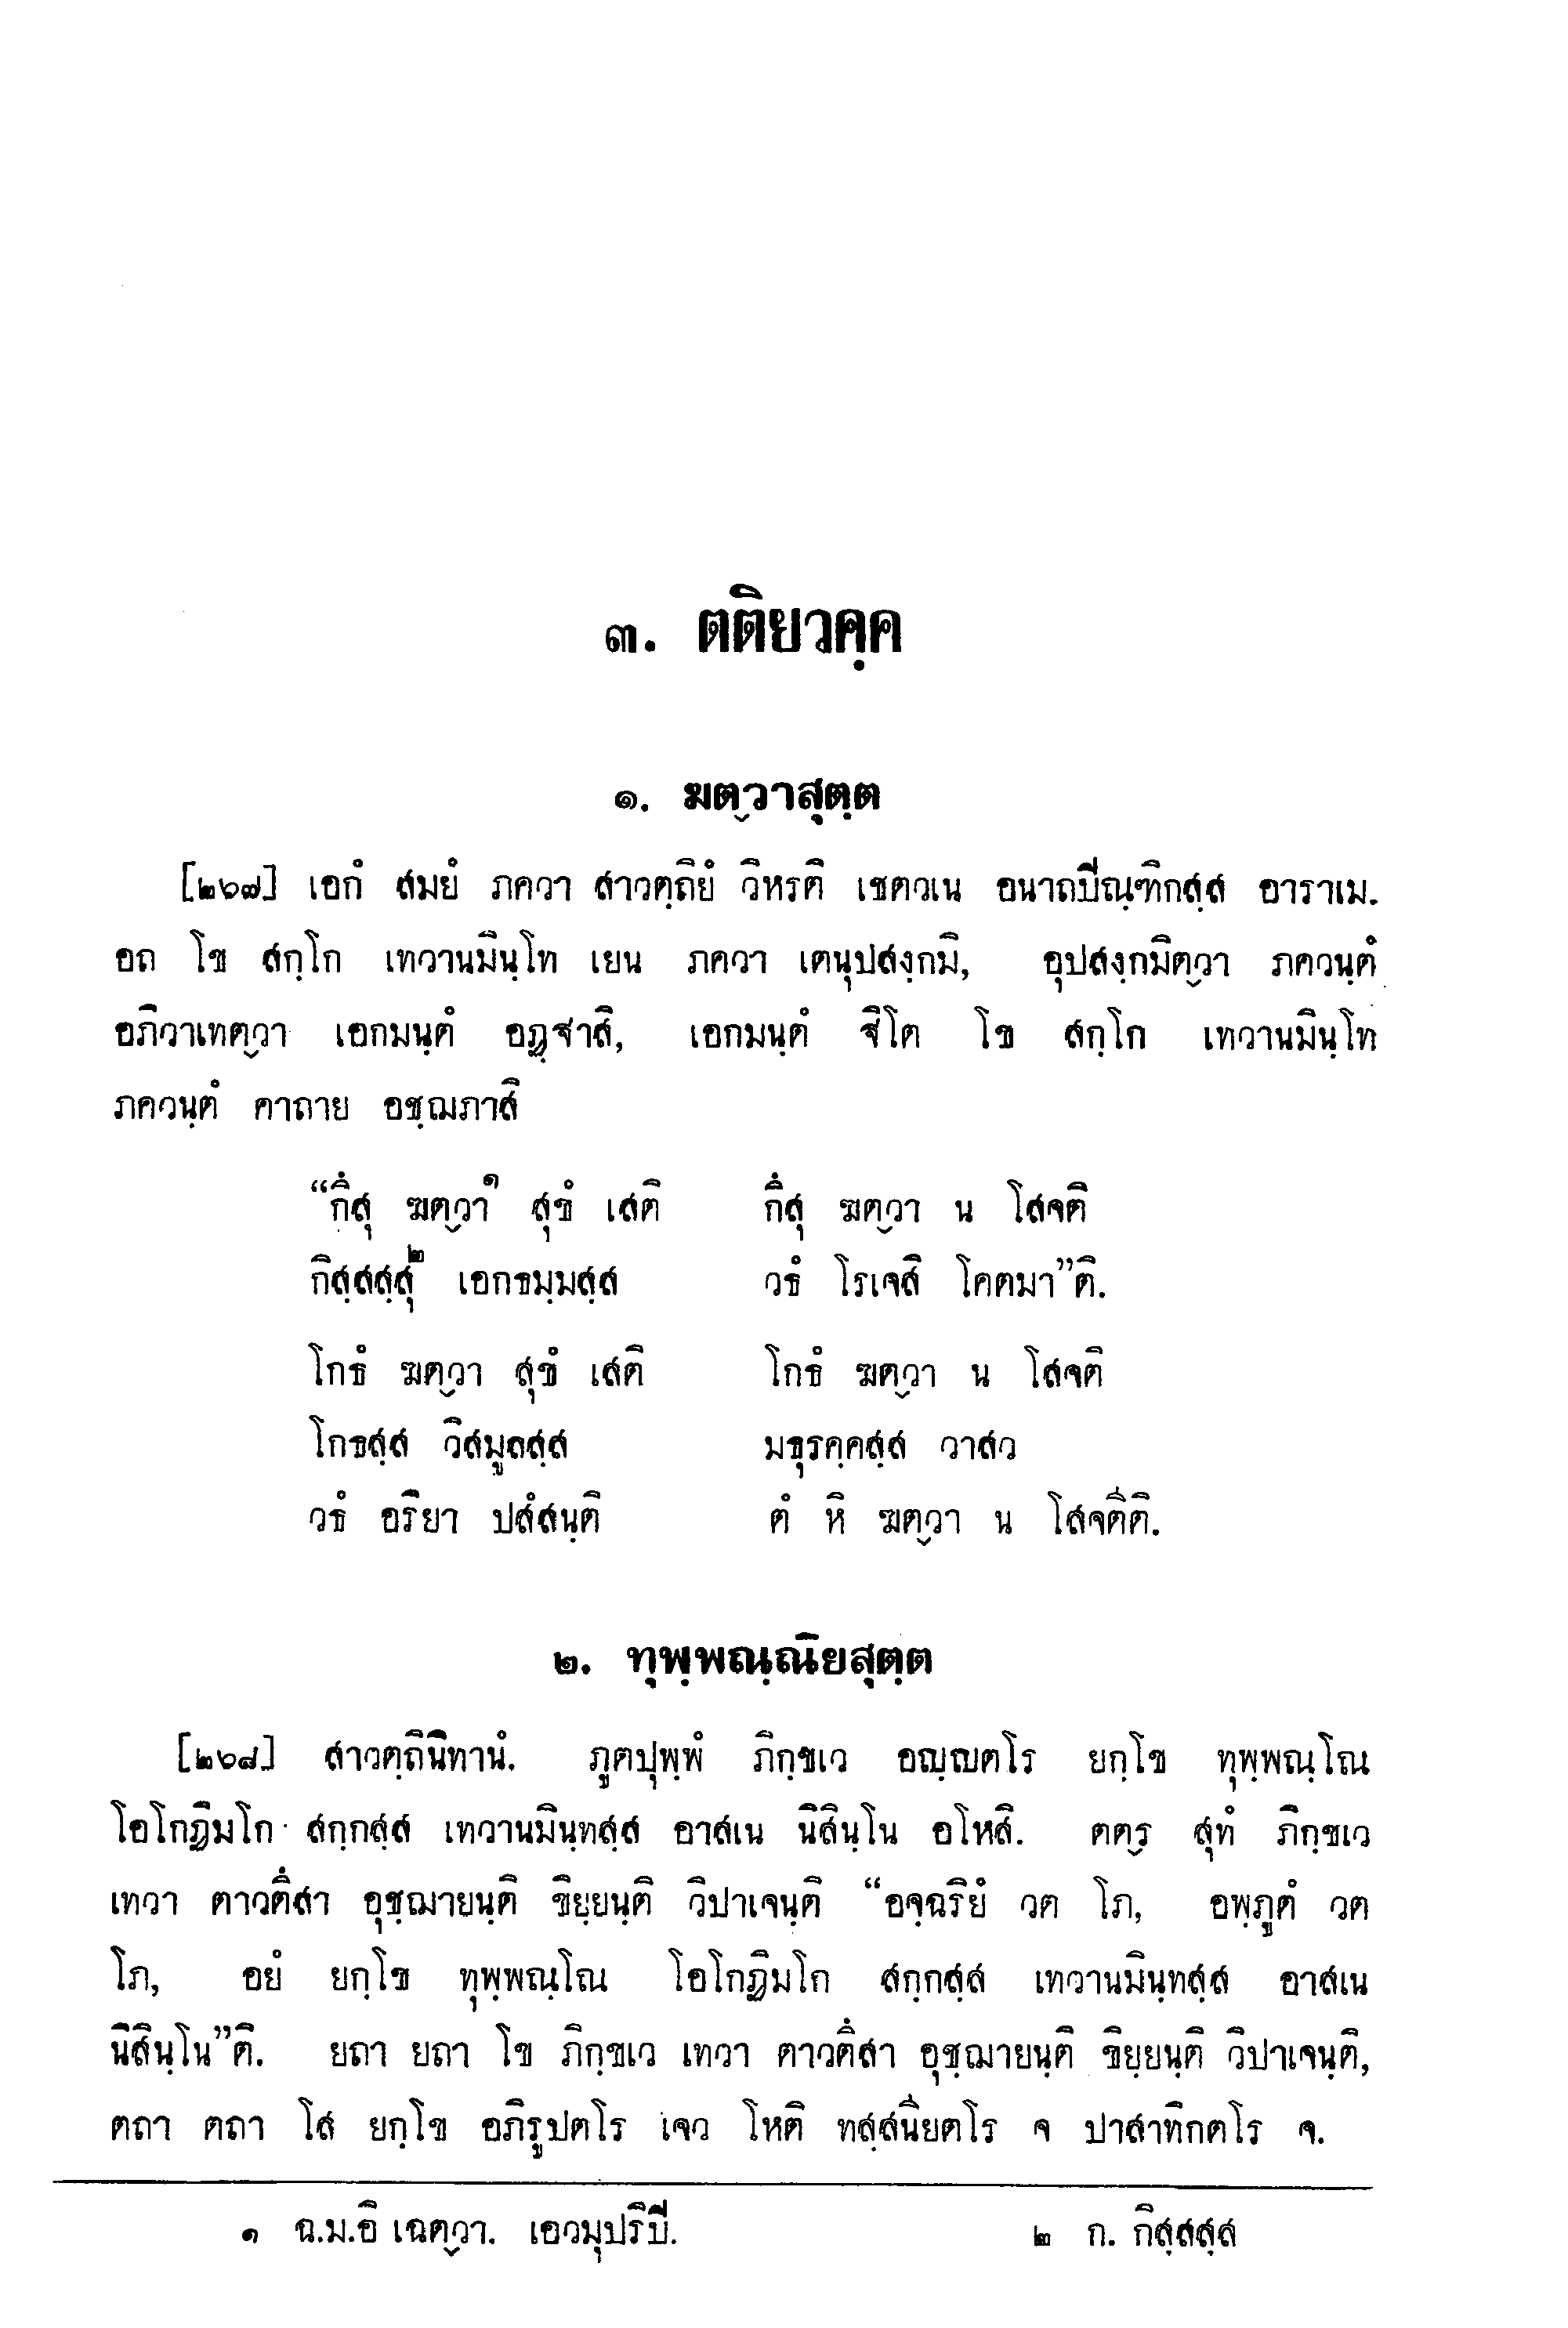 ๓. ตติยวคฺค
๑. ฆตฺวาสุตฺต
[๒๖๗] เอกํ สมยํ ภควา สาวตฺถิยํ วิหรติ เชตวเน อนาถปิณฺฑิกสฺส อาราเม.
อถ โข สกฺโก เทวานมินฺโท เยน ภควา เตนุปสงฺกมิ, อุปสงฺกมิตฺวา ภควนฺตํ
อภิวาเทตฺวา เอกมนฺตํ อฏฺฐาสิ, เอกมนฺตํ ฐิโต โข สกฺโก เทวานมินฺโท
ภควนฺตํ คาถาย อชฺฌภาสิ
“กึสุ ฆตฺวา๑ สุขํ เสติ กึสุ ฆตฺวา น โสจติ
กิสฺสสฺสุ๒ เอกธมฺมสฺส วธํ โรเจสิ โคตมา”ติ.
โกธํ ฆตฺวา สุขํ เสติ โกธํ ฆตฺวา น โสจติ
โกธสฺส วิสมูลสฺส มธุรคฺคสฺส วาสว
วธํ อริยา ปสํสนฺติ ตํ หิ ฆตฺวา น โสจตีติ.
๒. ทุพฺพณฺณิยสุตฺต
[๒๖๘] สาวตฺถินิทานํ. ภูตปุพฺพํ ภิกฺขเว อญฺญตโร ยกฺโข ทุพฺพณฺโณ
โอโกฏิมโก สกฺกสฺส เทวานมินฺทสฺส อาสเน นิสินฺโน อโหสิ. ตตฺร สุทํ ภิกฺขเว
เทวา ตาวตึสา อุชฺฌายนฺติ ขิยฺยนฺติ วิปาเจนฺติ “อจฺฉริยํ วต โภ, อพฺภูตํ วต
โภ, อยํ ยกฺโข ทุพฺพณฺโณ โอโกฏิมโก สกฺกสฺส เทวานมินฺทสฺส อาสเน
นิสินฺโน”ติ. ยถา ยถา โข ภิกฺขเว เทวา ตาวตึสา อุชฺฌายนฺติ ขิยฺยนฺติ วิปาเจนฺติ,
ตถา ตถา โส ยกฺโข อภิรูปตโร เจว โหติ ทสฺสนียตโร จ ปาสาทิกตโร จ.
๑ ฉ.ม.อิ เฉตฺวา. เอวมุปริปิ. ๒ ก. กิสฺสสฺส